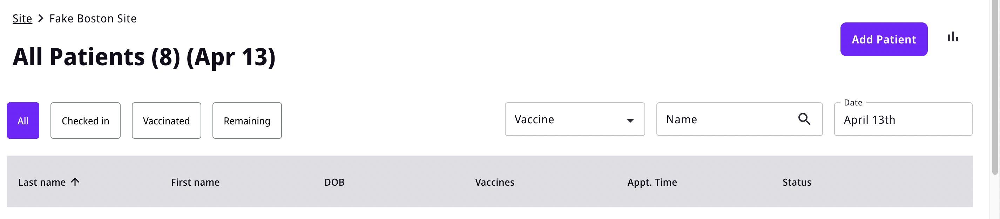 Site > Fake Boston Site
All Patients (8) (Apr 13)
Add Patient
All
Checked in
Vaccinated
Remaining
Vaccine
Name
Date
April 13th
Last name
First name
DOB
Vaccines
Appt. Time
Status